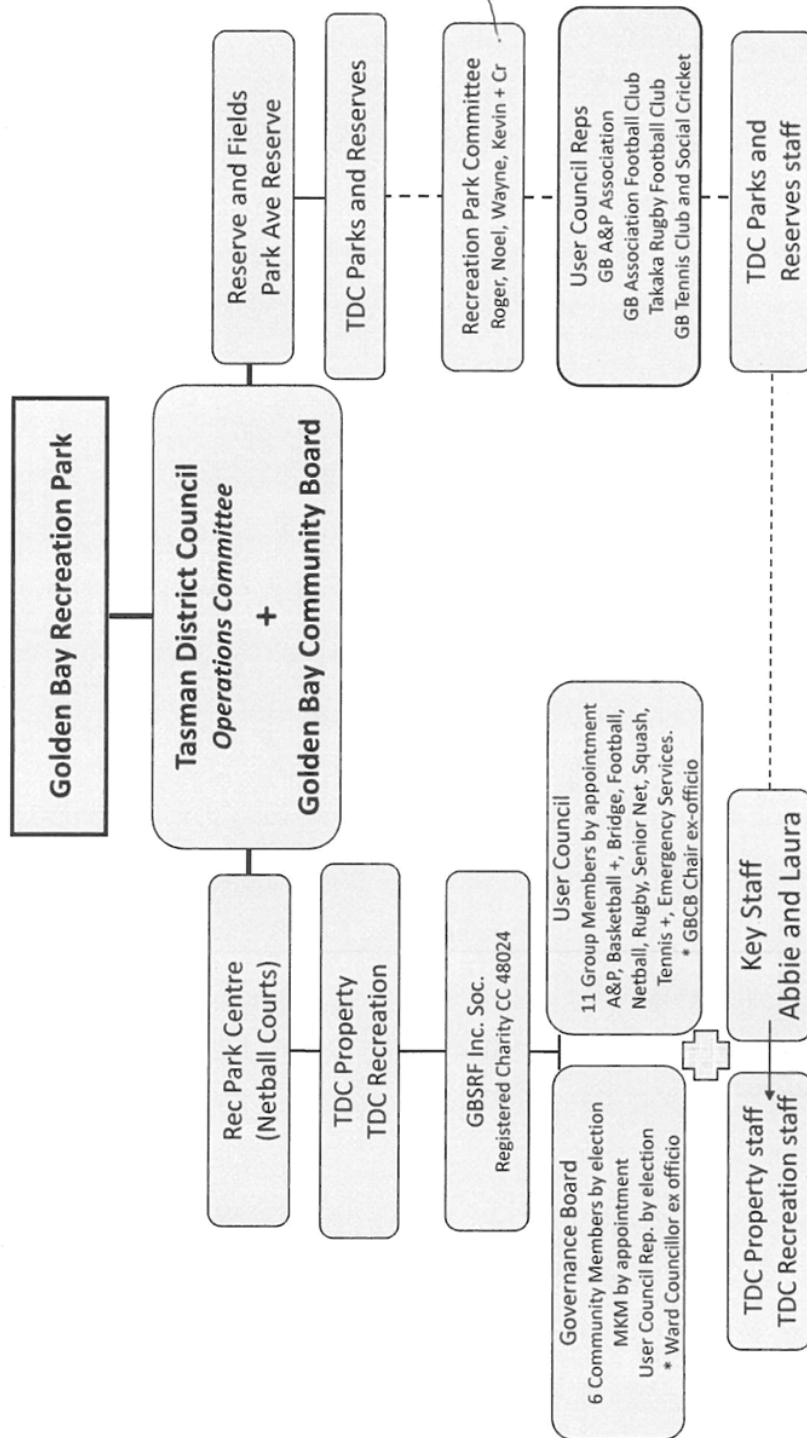 Golden Bay Recreation Park
Tasman District Council
Operations Committee
+
Golden Bay Community Board
Rec Park Centre
(Netball Courts)
TDC Property
TDC Recreation
GBSRF Inc. Soc.
Registered Charity CC 48024
Governance Board
6 Community Members by election
MKM by appointment
User Council Rep. by election
* Ward Councillor ex officio
User Council
11 Group Members by appointment
A&P, Basketball +, Bridge, Football,
Netball, Rugby, Senior Net, Squash,
Tennis +, Emergency Services.
* GBCB Chair ex-officio
TDC Property staff
TDC Recreation staff
Key Staff
Abbie and Laura
Reserve and Fields
Park Ave Reserve
TDC Parks and Reserves
Recreation Park Committee
Roger, Noel, Wayne, Kevin + Cr
User Council Reps
GB A&P Association
GB Association Football Club
Takaka Rugby Football Club
GB Tennis Club and Social Cricket
TDC Parks and
Reserves staff